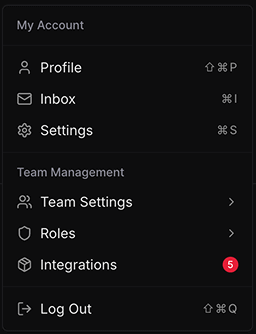 My Account
Profile ⇧⌘P
Inbox ⌘I
Settings ⌘S
Team Management
Team Settings
Roles
Integrations 5
Log Out ⇧⌘Q